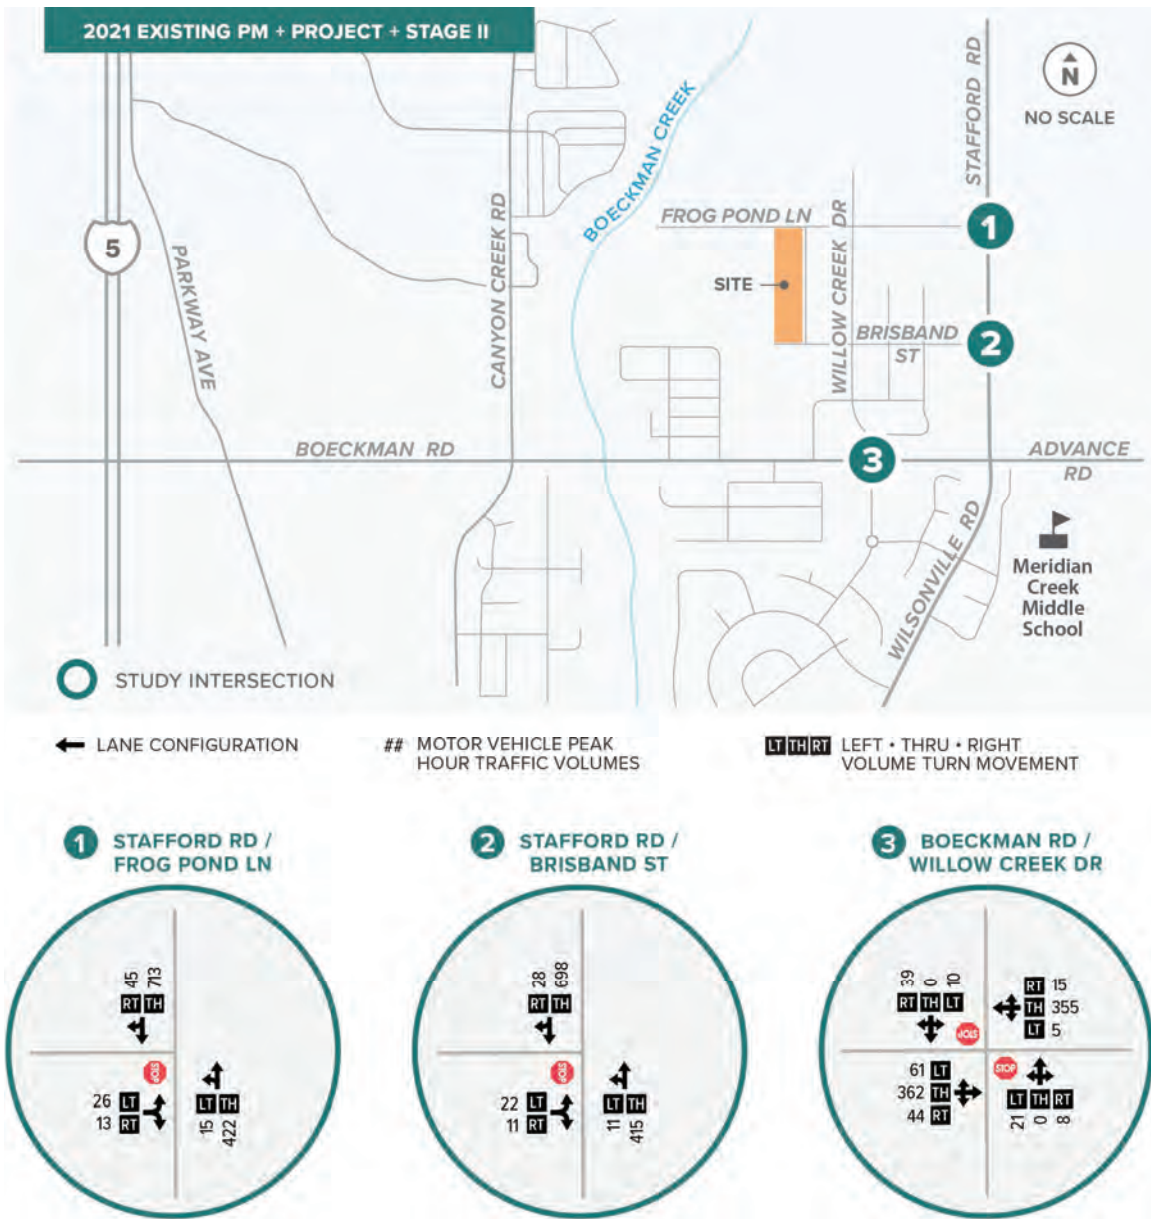 2021 EXISTING PM + PROJECT + STAGE II
N
NO SCALE
STAFFORD RD
BOECKMAN CREEK
CANYON CREEK RD
5
PARKWAY AVE
FROG POND LN
WILLOW CREEK DR
1
SITE
BRISBAND
ST
2
BOECKMAN RD
3
ADVANCE
RD
WILSONVILLE RD
Meridian
Creek
Middle
School
STUDY INTERSECTION
LANE CONFIGURATION
## MOTOR VEHICLE PEAK
HOUR TRAFFIC VOLUMES
LT TH RT LEFT • THRU • RIGHT
VOLUME TURN MOVEMENT
1 STAFFORD RD /
FROG POND LN
45 713
RT TH
STOP
26 LT
13 RT
LT TH
15 422
2 STAFFORD RD /
BRISBAND ST
28 698
RT TH
STOP
22 LT
11 RT
LT TH
11 415
3 BOECKMAN RD /
WILLOW CREEK DR
39 0 10
RT TH LT
STOP
RT 15
TH 355
LT 5
61 LT
362 TH
44 RT
STOP
LT TH RT
21 0 8